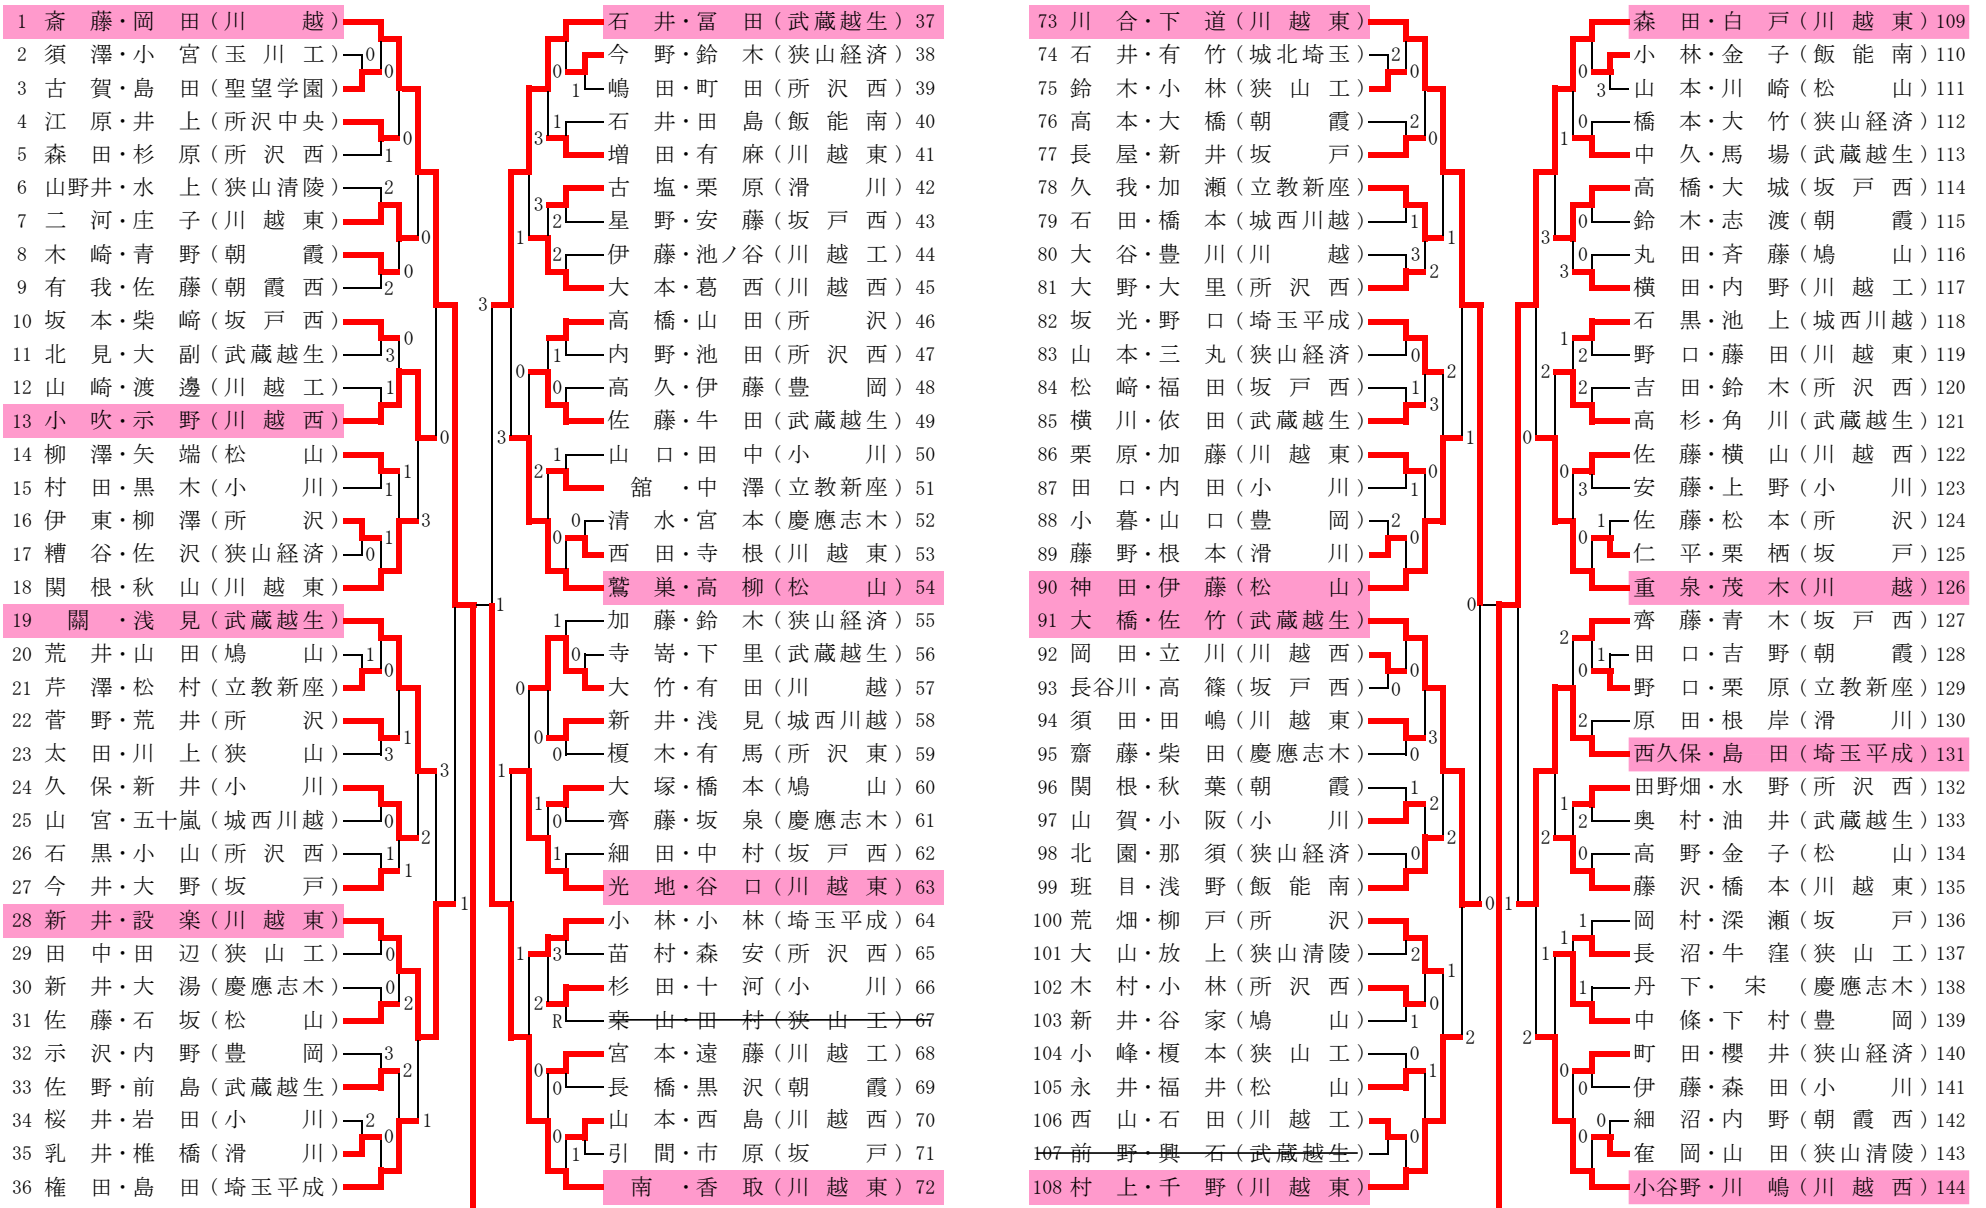 1 斎藤・岡田(川越)
2 須澤・小宮(玉川工)
3 古賀・島田(聖望学園)
4 江原・井上(所沢中央)
5 森田・杉原(所沢西)
6 山野井・水上(狭山清陵)
7 二河・庄子(川越東)
8 木崎・青野(朝霞)
9 有我・佐藤(朝霞西)
10 坂本・柴﨑(坂戸西)
11 北見・大副(武蔵越生)
12 山崎・渡邊(川越工)
13 小吹・示野(川越西)
14 柳澤・矢端(松山)
15 村田・黒木(小川)
16 伊東・柳澤(所沢)
17 糟谷・佐沢(狭山経済)
18 関根・秋山(川越東)
19 關・浅見(武蔵越生)
20 荒井・山田(鳩山)
21 芹澤・松村(立教新座)
22 菅野・荒井(所沢)
23 太田・川上(狭山)
24 久保・新井(小川)
25 山宮・五十嵐(城西川越)
26 石黒・小山(所沢西)
27 今井・大野(坂戸)
28 新井・設楽(川越東)
29 田中・田辺(狭山工)
30 新井・大湯(慶應志木)
31 佐藤・石坂(松山)
32 示沢・内野(豊岡)
33 佐野・前島(武蔵越生)
34 桜井・岩田(小川)
35 乳井・椎橋(滑川)
36 権田・島田(埼玉平成)
石井・冨田(武蔵越生) 37
今野・鈴木(狭山経済) 38
嶋田・町田(所沢西) 39
石井・田島(飯能南) 40
増田・有麻(川越東) 41
古塩・栗原(滑川) 42
星野・安藤(坂戸西) 43
伊藤・池ノ谷(川越工) 44
大本・葛西(川越西) 45
高橋・山田(所沢) 46
内野・池田(所沢西) 47
高久・伊藤(豊岡) 48
佐藤・牛田(武蔵越生) 49
山口・田中(小川) 50
舘・中澤(立教新座) 51
清水・宮本(慶應志木) 52
西田・寺根(川越東) 53
鷲巣・高柳(松山) 54
加藤・鈴木(狭山経済) 55
寺嵜・下里(武蔵越生) 56
大竹・有田(川越) 57
新井・浅見(城西川越) 58
榎木・有馬(所沢東) 59
大塚・橋本(鳩山) 60
齊藤・坂泉(慶應志木) 61
細田・中村(坂戸西) 62
光地・谷口(川越東) 63
小林・小林(埼玉平成) 64
苗村・森安(所沢西) 65
杉田・十河(小川) 66
R 桒山・田村(狭山工) 67
宮本・遠藤(川越工) 68
長橋・黒沢(朝霞) 69
山本・西島(川越西) 70
引間・市原(坂戸) 71
南・香取(川越東) 72
73 川合・下道(川越東)
74 石井・有竹(城北埼玉)
75 鈴木・小林(狭山工)
76 高本・大橋(朝霞)
77 長屋・新井(坂戸)
78 久我・加瀬(立教新座)
79 石田・橋本(城西川越)
80 大谷・豊川(川越)
81 大野・大里(所沢西)
82 坂光・野口(埼玉平成)
83 山本・三丸(狭山経済)
84 松﨑・福田(坂戸西)
85 横川・依田(武蔵越生)
86 栗原・加藤(川越東)
87 田口・内田(小川)
88 小暮・山口(豊岡)
89 藤野・根本(滑川)
90 神田・伊藤(松山)
91 大橋・佐竹(武蔵越生)
92 岡田・立川(川越西)
93 長谷川・高篠(坂戸西)
94 須田・田嶋(川越東)
95 齋藤・柴田(慶應志木)
96 関根・秋葉(朝霞)
97 山賀・小阪(小川)
98 北園・那須(狭山経済)
99 班目・浅野(飯能南)
100 荒畑・柳戸(所沢)
101 大山・放上(狭山清陵)
102 木村・小林(所沢西)
103 新井・谷家(鳩山)
104 小峰・榎本(狭山工)
105 永井・福井(松山)
106 西山・石田(川越工)
107 前野・興石(武蔵越生)
108 村上・千野(川越東)
森田・白戸(川越東) 109
小林・金子(飯能南) 110
山本・川崎(松山) 111
橋本・大竹(狭山経済) 112
中久・馬場(武蔵越生) 113
高橋・大城(坂戸西) 114
鈴木・志渡(朝霞) 115
丸田・斉藤(鳩山) 116
横田・内野(川越工) 117
石黒・池上(城西川越) 118
野口・藤田(川越東) 119
吉田・鈴木(所沢西) 120
高杉・角川(武蔵越生) 121
佐藤・横山(川越西) 122
安藤・上野(小川) 123
佐藤・松本(所沢) 124
仁平・栗栖(坂戸) 125
重泉・茂木(川越) 126
齊藤・青木(坂戸西) 127
田口・吉野(朝霞) 128
野口・栗原(立教新座) 129
原田・根岸(滑川) 130
西久保・島田(埼玉平成) 131
田野畑・水野(所沢西) 132
奥村・油井(武蔵越生) 133
高野・金子(松山) 134
藤沢・橋本(川越東) 135
岡村・深瀬(坂戸) 136
長沼・牛窪(狭山工) 137
丹下・宋(慶應志木) 138
中條・下村(豊岡) 139
町田・櫻井(狭山経済) 140
伊藤・森田(小川) 141
細沼・内野(朝霞西) 142
岡・山田(狭山清陵) 143
小谷野・川嶋(川越西) 144